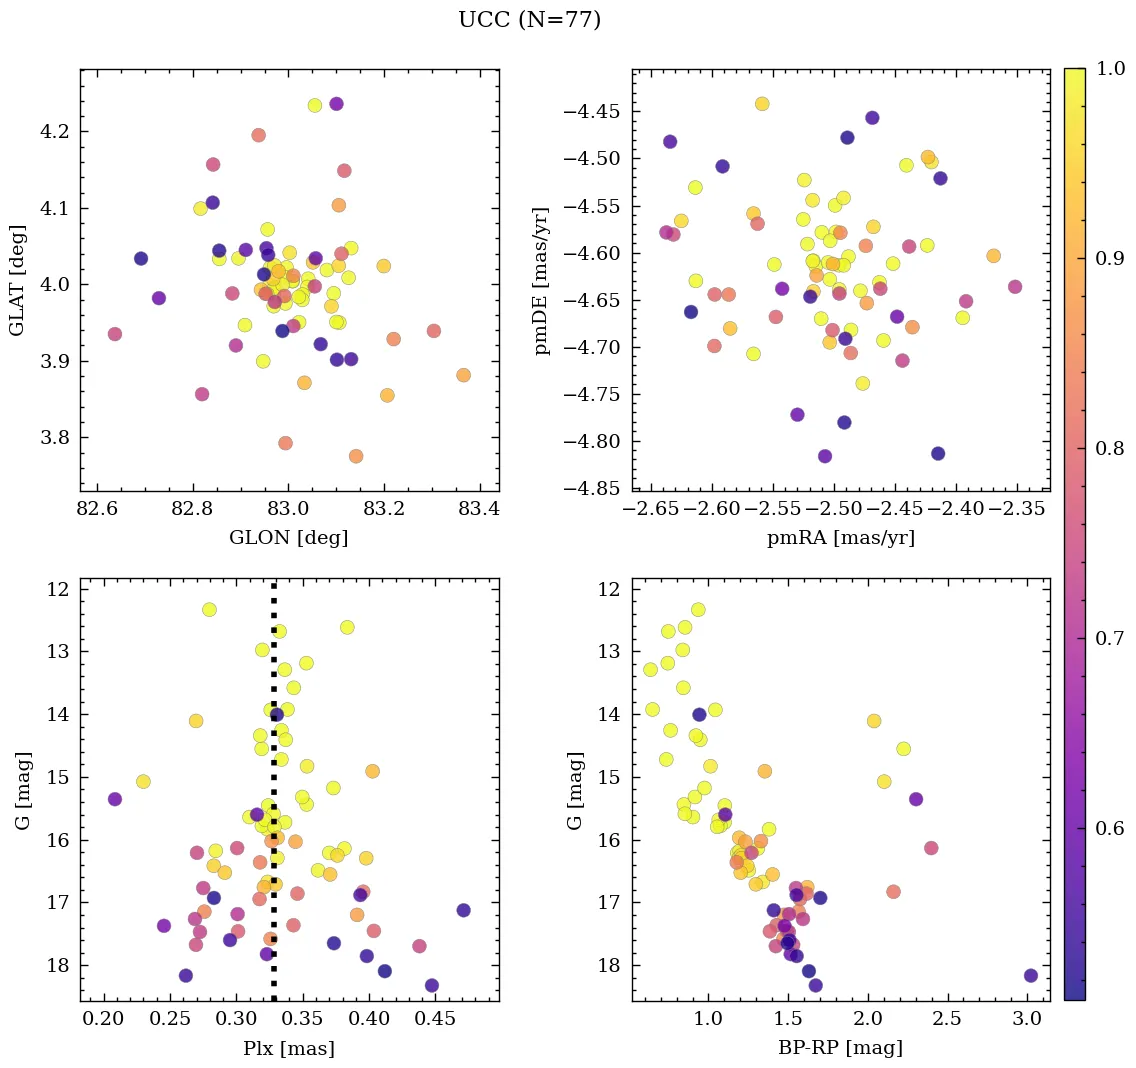 UCC (N=77)
4.2
4.1
4.0
3.9
3.8
GLAT [deg]
82.6 82.8 83.0 83.2 83.4
GLON [deg]
−4.45
−4.50
−4.55
−4.60
−4.65
−4.70
−4.75
−4.80
−4.85
pmDE [mas/yr]
−2.65 −2.60 −2.55 −2.50 −2.45 −2.40 −2.35
pmRA [mas/yr]
1.0
0.9
0.8
0.7
0.6
12
13
14
15
16
17
18
G [mag]
0.20 0.25 0.30 0.35 0.40 0.45
Plx [mas]
12
13
14
15
16
17
18
G [mag]
1.0 1.5 2.0 2.5 3.0
BP-RP [mag]